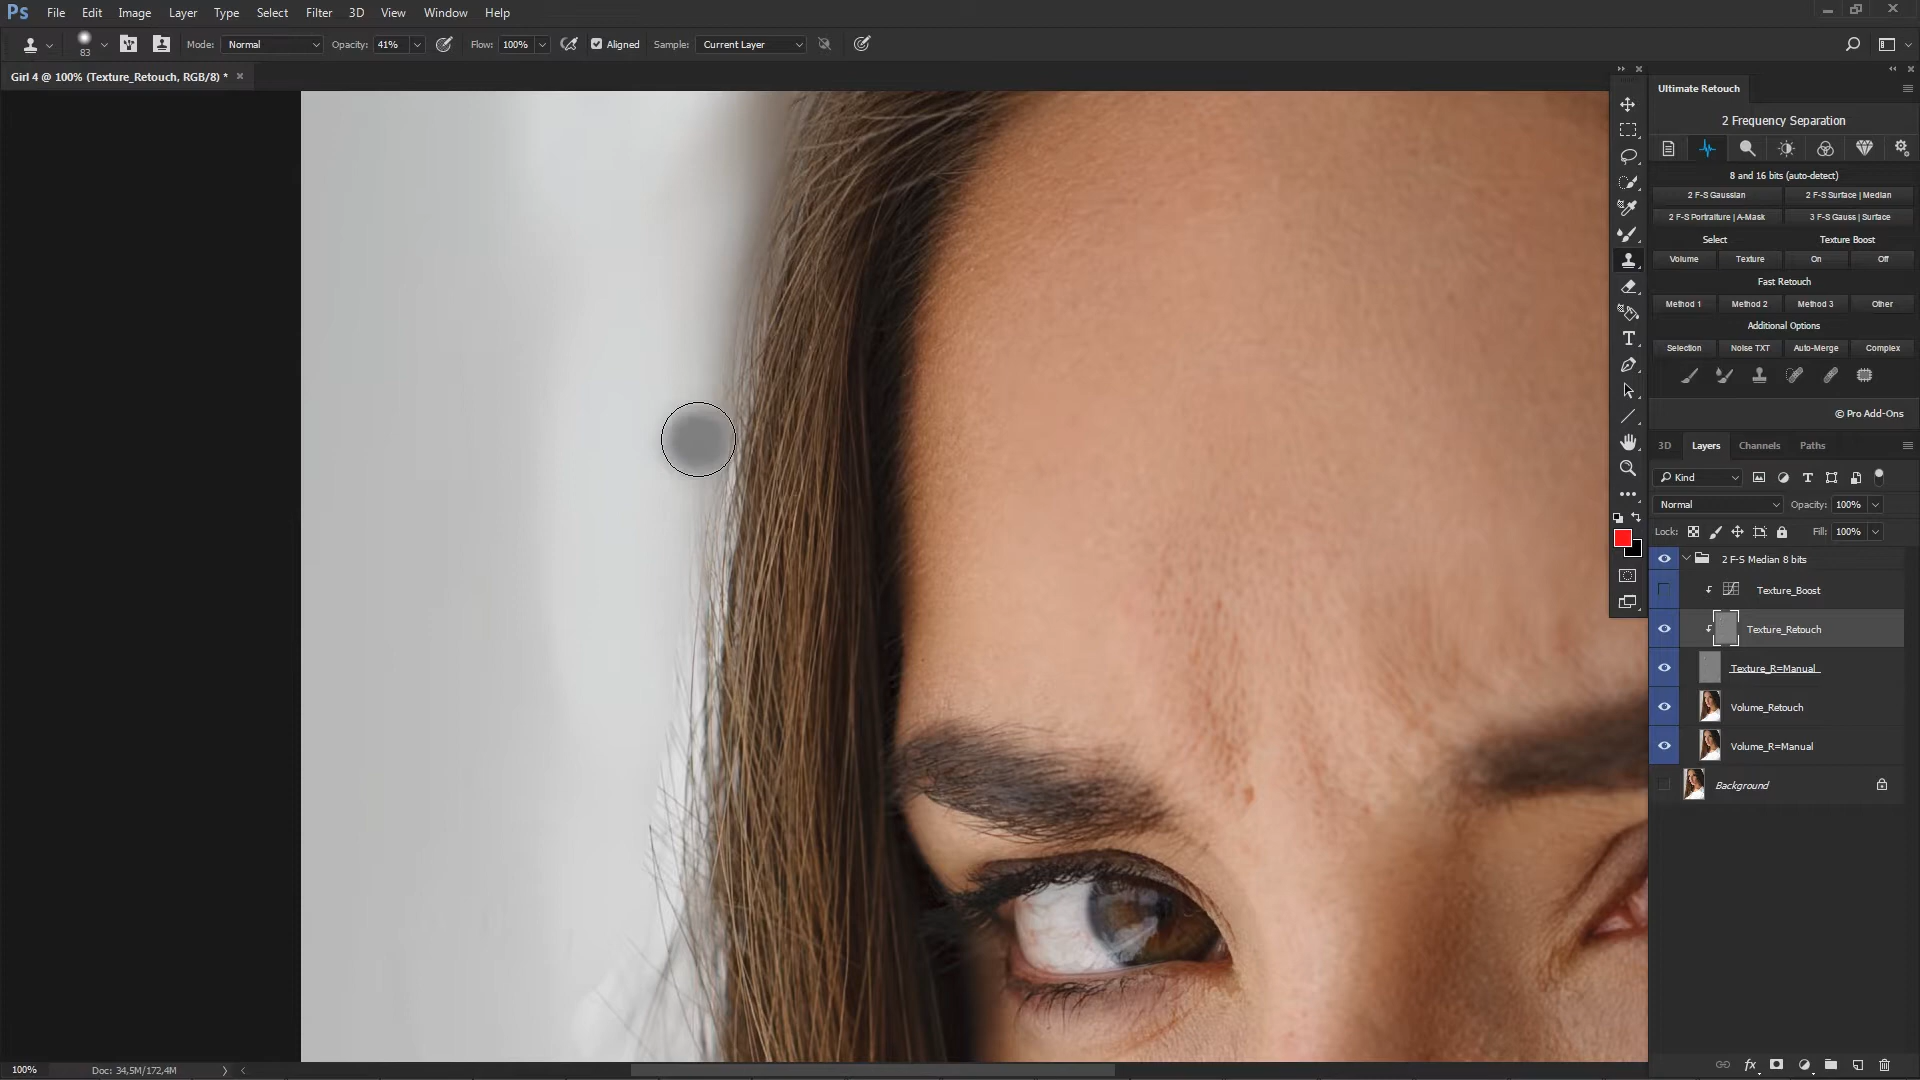 Ps File Edit Image Layer Type Select Filter 3D View Window Help
83 Mode: Normal Opacity: 41% Flow: 100% Aligned Sample: Current Layer
Girl 4 @ 100% (Texture_Retouch, RGB/8) *
Ultimate Retouch
2 Frequency Separation
8 and 16 bits (auto-detect)
2 F-S Gaussian 2 F-S Surface | Median
2 F-S Portraiture | A-Mask 3 F-S Gauss | Surface
Select Texture Boost
Volume Texture On Off
Fast Retouch
Method 1 Method 2 Method 3 Other
Additional Options
Selection Noise TXT Auto-Merge Complex
© Pro Add-Ons
3D Layers Channels Paths
Kind
Normal Opacity: 100%
Lock: Fill: 100%
2 F-S Median 8 bits
Texture_Boost
Texture_Retouch
Texture_R=Manual
Volume_Retouch
Volume_R=Manual
Background
100% Doc: 34,5M/172,4M